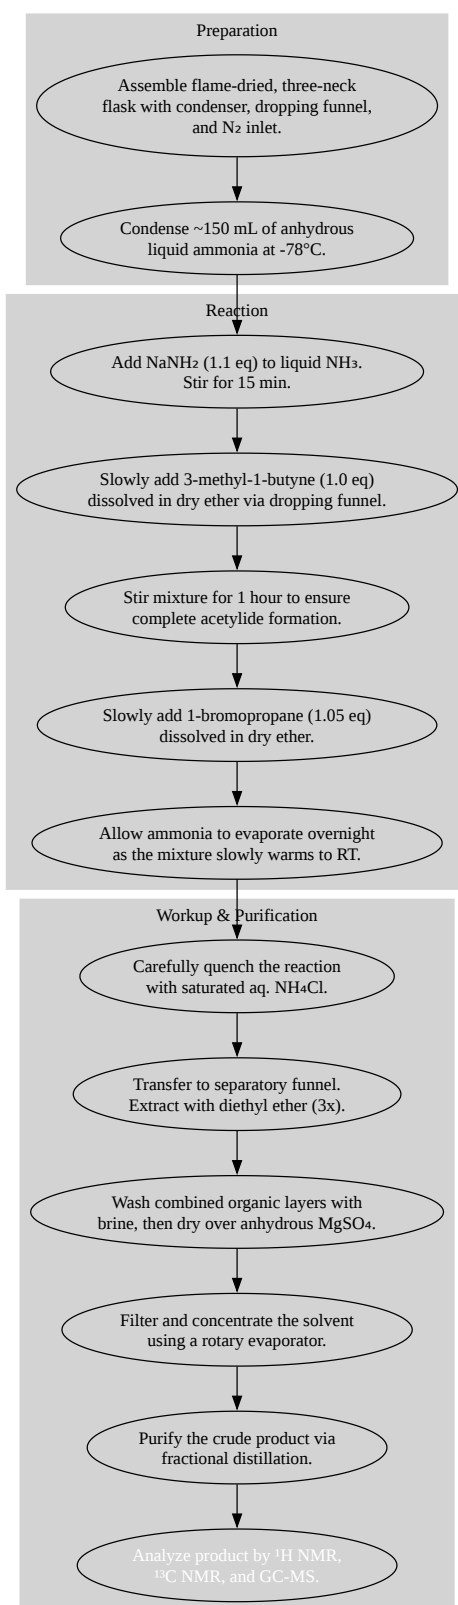 Preparation
Assemble flame-dried, three-neck
flask with condenser, dropping funnel,
and N₂ inlet.
Condense ~150 mL of anhydrous
liquid ammonia at -78°C.
Reaction
Add NaNH₂ (1.1 eq) to liquid NH₃.
Stir for 15 min.
Slowly add 3-methyl-1-butyne (1.0 eq)
dissolved in dry ether via dropping funnel.
Stir mixture for 1 hour to ensure
complete acetylide formation.
Slowly add 1-bromopropane (1.05 eq)
dissolved in dry ether.
Allow ammonia to evaporate overnight
as the mixture slowly warms to RT.
Workup & Purification
Carefully quench the reaction
with saturated aq. NH₄Cl.
Transfer to separatory funnel.
Extract with diethyl ether (3x).
Wash combined organic layers with
brine, then dry over anhydrous MgSO₄.
Filter and concentrate the solvent
using a rotary evaporator.
Purify the crude product via
fractional distillation.
Analyze product by ¹H NMR,
¹³C NMR, and GC-MS.